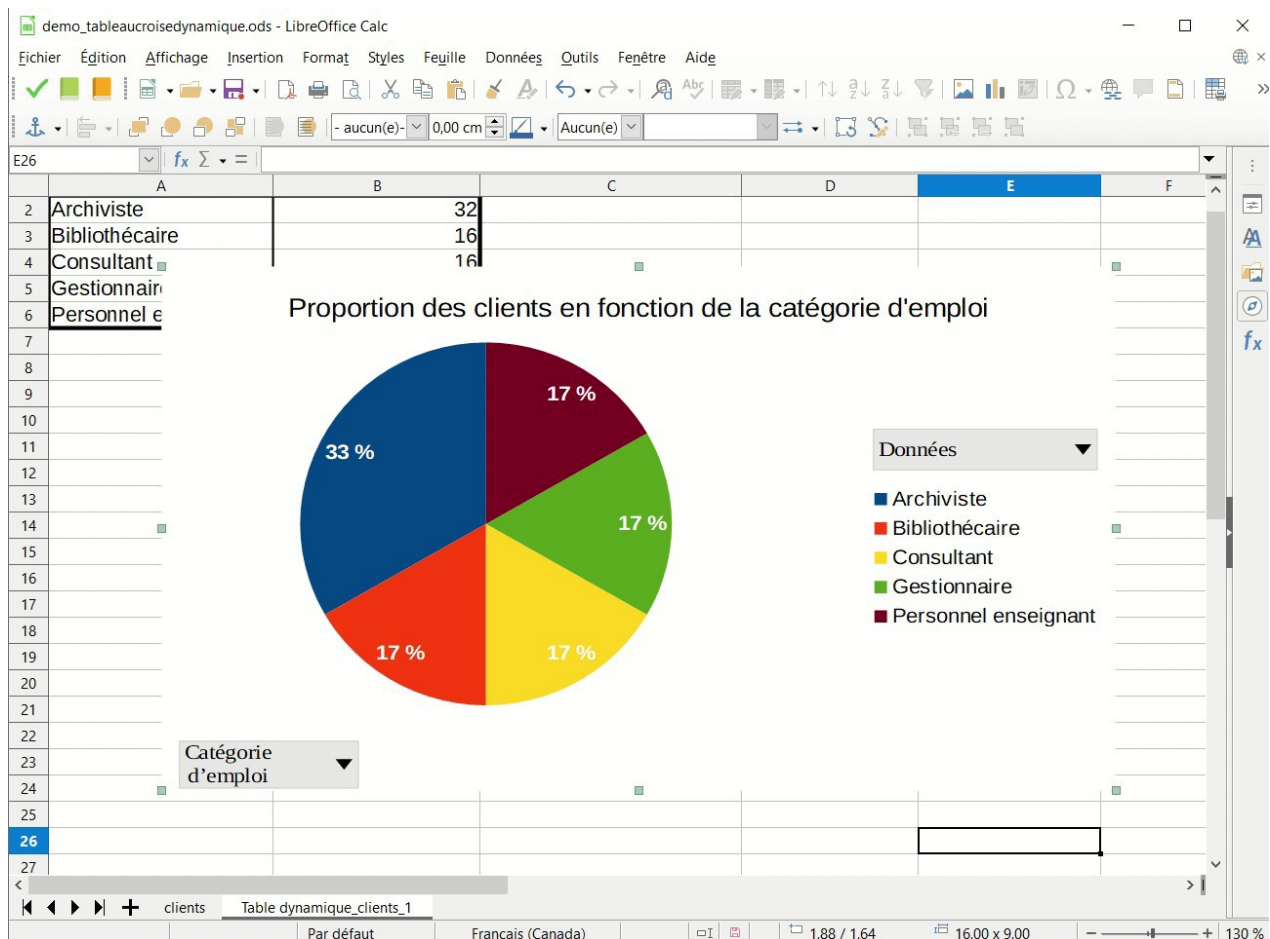 demo_tableaucroisedynamique.ods - LibreOffice Calc
Fichier Édition Affichage Insertion Format Styles Feuille Données Outils Fenêtre Aide
- aucun(e)- 0,00 cm Aucun(e)
E26
A B C D E F
2 Archiviste 32
3 Bibliothécaire 16
4 Consultant 16
5 Gestionnair
6 Personnel e
Proportion des clients en fonction de la catégorie d'emploi
7
8
9
10
11
12
13
14
15
16
17
18
19
20
21
22
23
24
25
26
27
17 %
33 %
17 %
17 %
17 %
Données
Archiviste
Bibliothécaire
Consultant
Gestionnaire
Personnel enseignant
Catégorie
d’emploi
clients Table dynamique_clients_1
Par défaut Français (Canada) 1.88 / 1.64 16.00 x 9.00 130 %